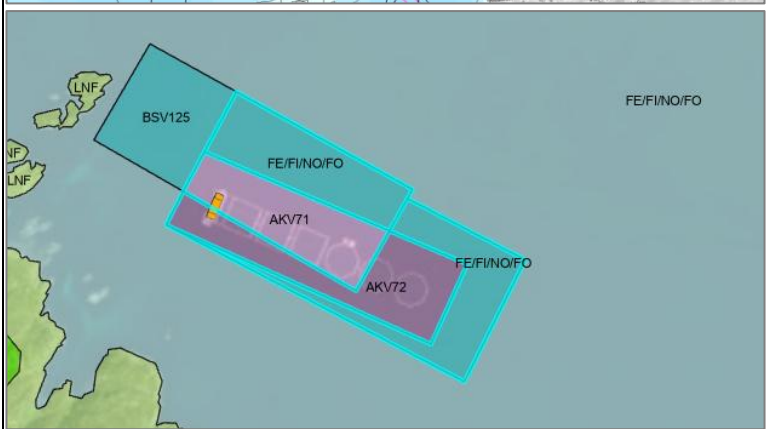 LNF
FE/FI/NO/FO
BSV125
NF
FE/FI/NO/FO
LNF
AKV71
FE/FI/NO/FO
AKV72